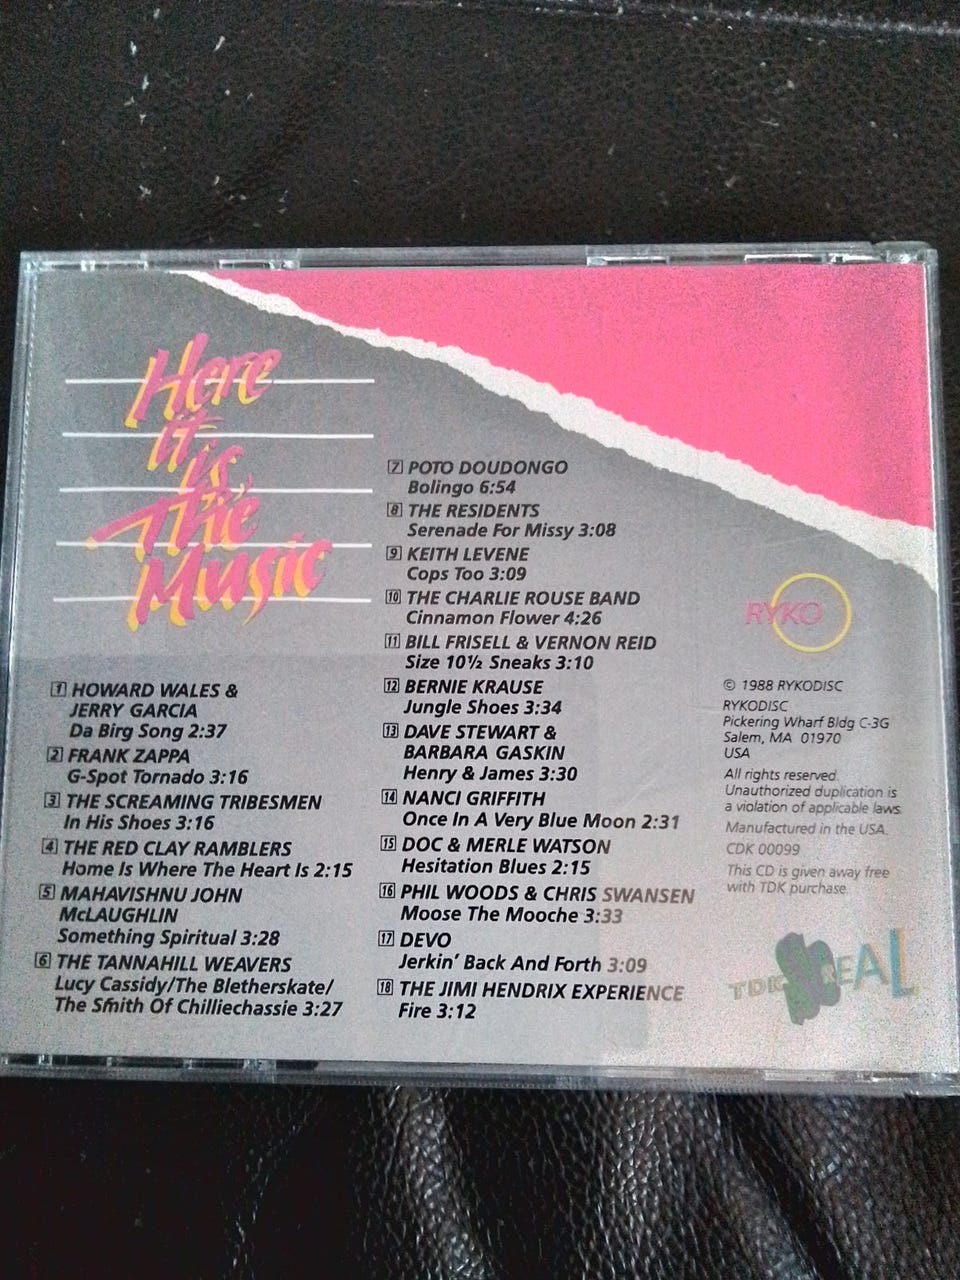 Here
it
is,
The
Music
1 HOWARD WALES &
JERRY GARCIA
Da Birg Song 2:37
2 FRANK ZAPPA
G-Spot Tornado 3:16
3 THE SCREAMING TRIBESMEN
In His Shoes 3:16
4 THE RED CLAY RAMBLERS
Home Is Where The Heart Is 2:15
5 MAHAVISHNU JOHN
McLAUGHLIN
Something Spiritual 3:28
6 THE TANNAHILL WEAVERS
Lucy Cassidy/The Bletherskate/
The Smith Of Chilliechassie 3:27
7 POTO DOUDONGO
Bolingo 6:54
8 THE RESIDENTS
Serenade For Missy 3:08
9 KEITH LEVENE
Cops Too 3:09
10 THE CHARLIE ROUSE BAND
Cinnamon Flower 4:26
11 BILL FRISELL & VERNON REID
Size 10½ Sneaks 3:10
12 BERNIE KRAUSE
Jungle Shoes 3:34
13 DAVE STEWART &
BARBARA GASKIN
Henry & James 3:30
14 NANCI GRIFFITH
Once In A Very Blue Moon 2:31
15 DOC & MERLE WATSON
Hesitation Blues 2:15
16 PHIL WOODS & CHRIS SWANSEN
Moose The Mooche 3:33
17 DEVO
Jerkin' Back And Forth 3:09
18 THE JIMI HENDRIX EXPERIENCE
Fire 3:12
RYKO
© 1988 RYKODISC
RYKODISC
Pickering Wharf Bldg C-3G
Salem, MA 01970
USA
All rights reserved.
Unauthorized duplication is
a violation of applicable laws.
Manufactured in the USA.
CDK 00099
This CD is given away free
with TDK purchase.
TDK REAL